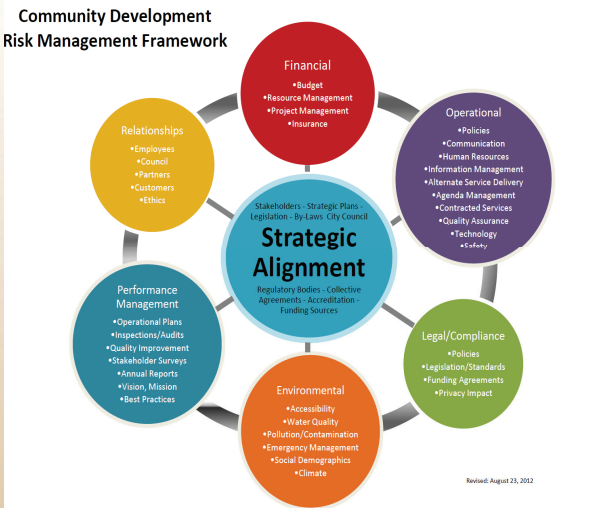 Community Development
Risk Management Framework
Financial
•Budget
•Resource Management
•Project Management
•Insurance
Operational
•Policies
•Communication
•Human Resources
•Information Management
•Alternate Service Delivery
•Agenda Management
•Contracted Services
•Quality Assurance
•Technology
•Safety
Relationships
•Employees
•Council
•Partners
•Customers
•Ethics
Stakeholders - Strategic Plans -
Legislation - By-Laws City Council
Strategic
Alignment
Regulatory Bodies - Collective
Agreements - Accreditation -
Funding Sources
Performance
Management
•Operational Plans
•Inspections/Audits
•Quality Improvement
•Stakeholder Surveys
•Annual Reports
•Vision, Mission
•Best Practices
Legal/Compliance
•Policies
•Legislation/Standards
•Funding Agreements
•Privacy Impact
Environmental
•Accessibility
•Water Quality
•Pollution/Contamination
•Emergency Management
•Social Demographics
•Climate
Revised: August 23, 2012